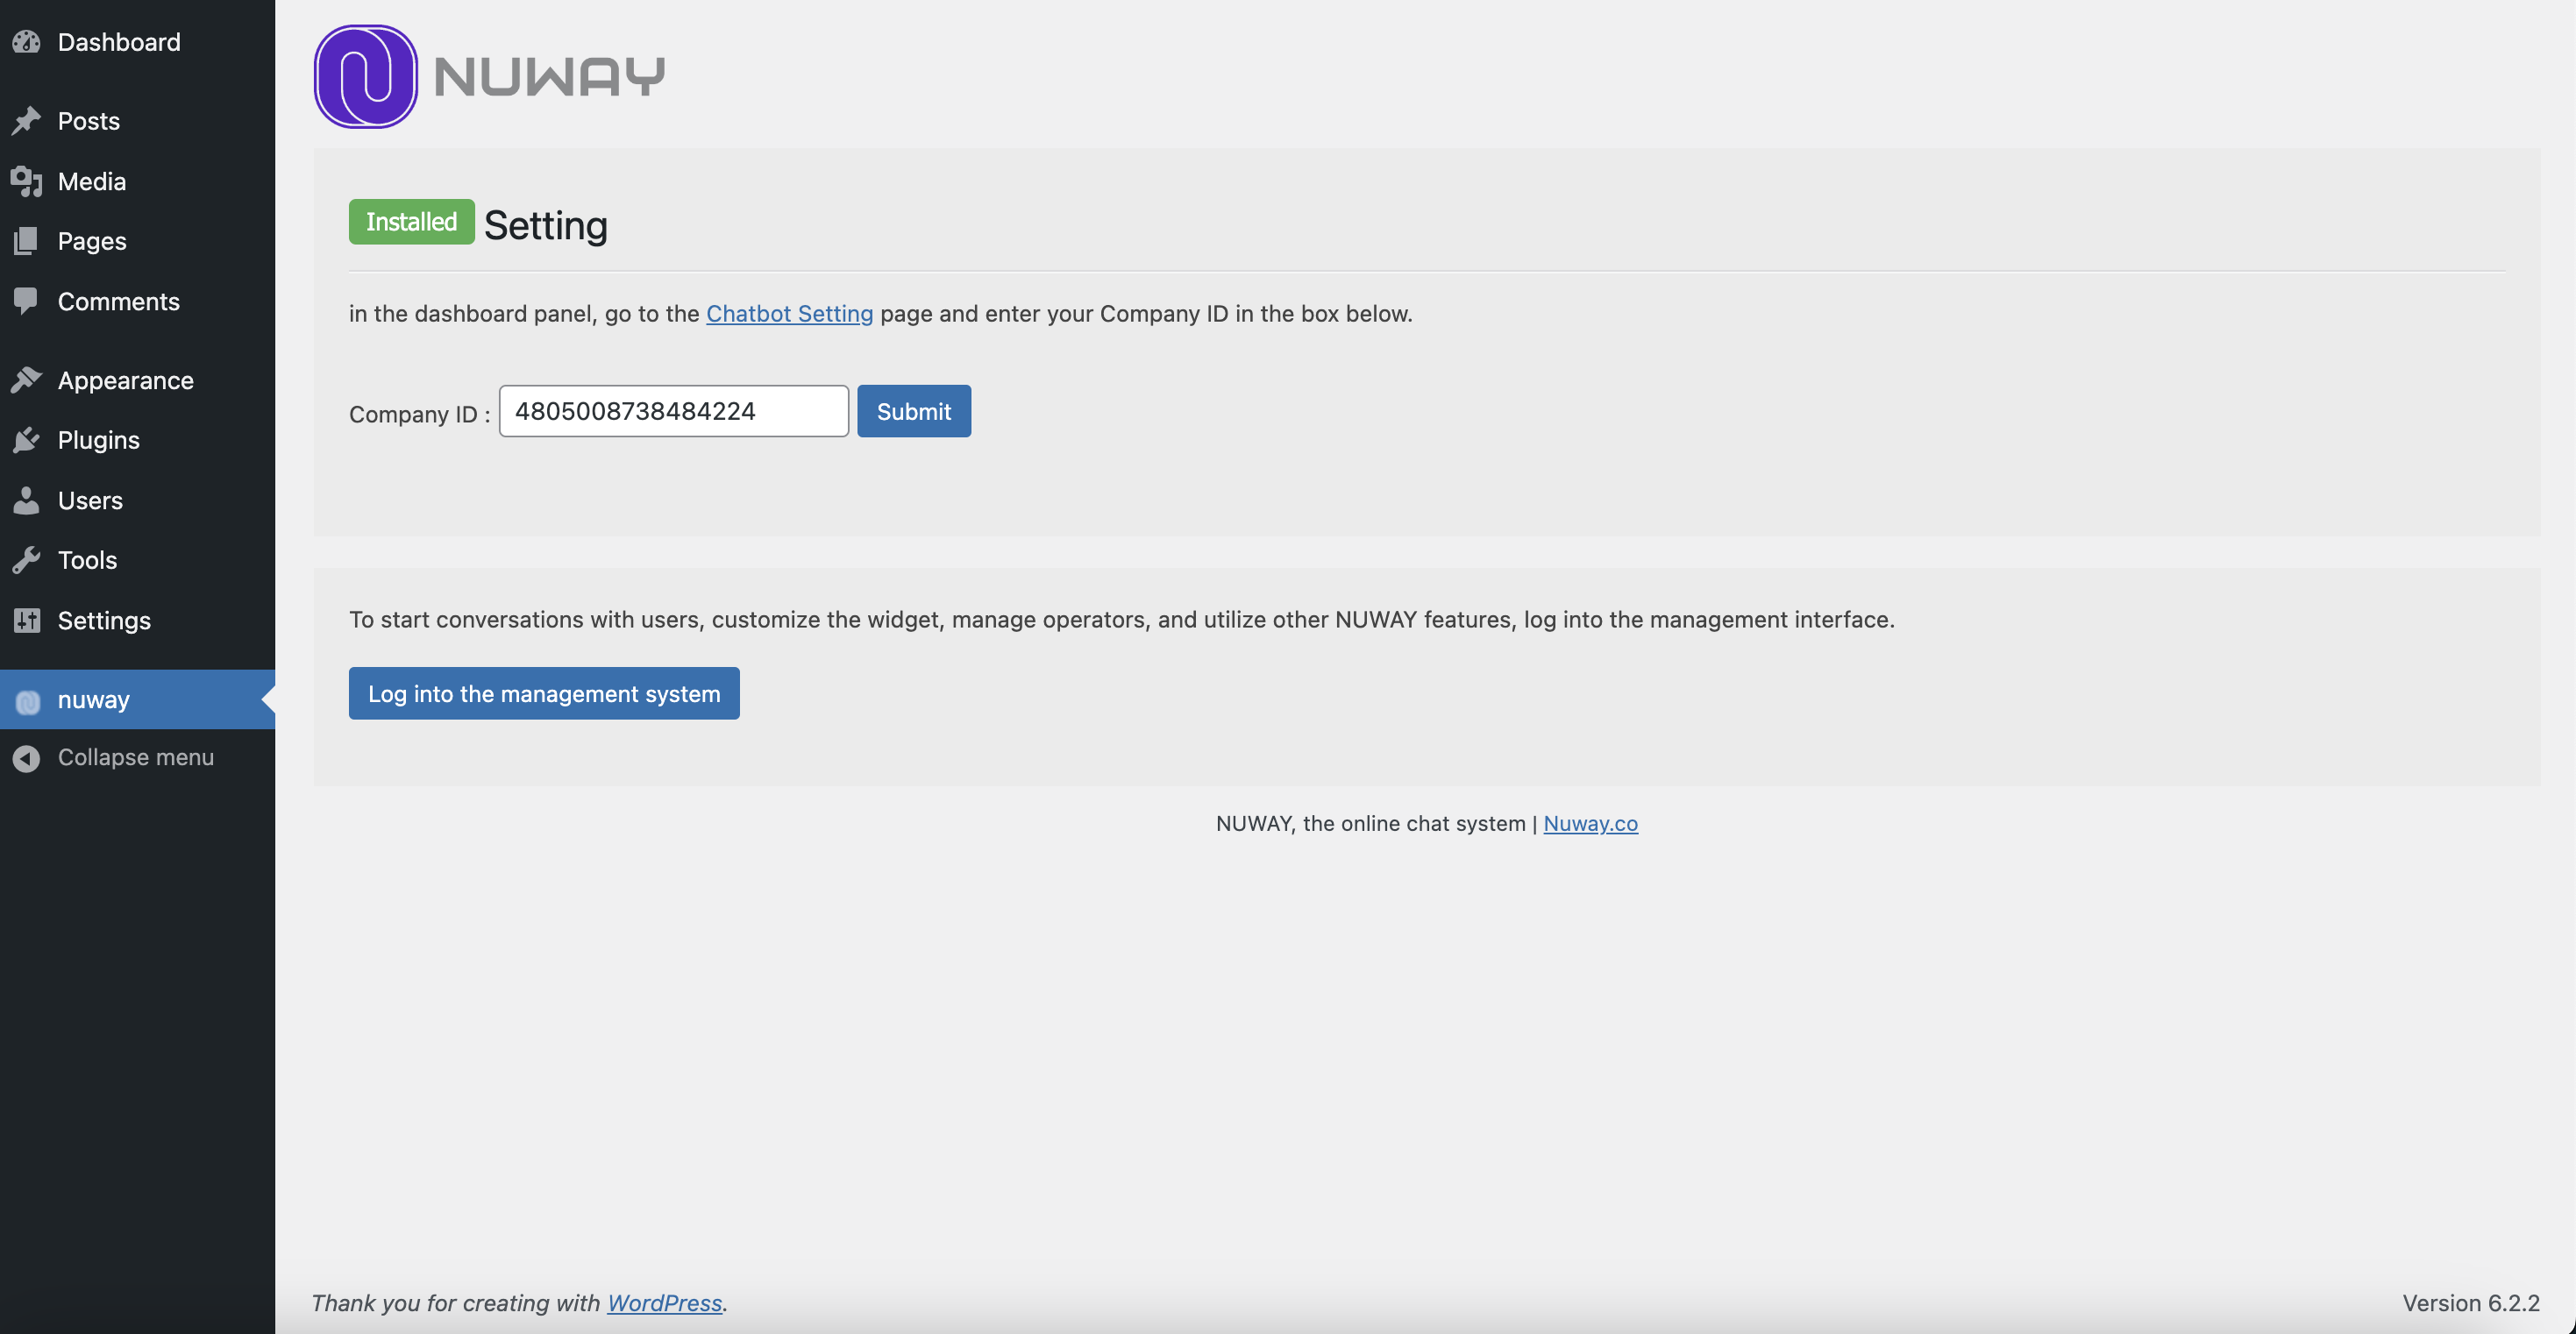 Dashboard
Posts
Media
Pages
Comments
Appearance
Plugins
Users
Tools
Settings
nuway
Collapse menu
NUWAY
Installed Setting
in the dashboard panel, go to the Chatbot Setting page and enter your Company ID in the box below.
Company ID : 4805008738484224 Submit
To start conversations with users, customize the widget, manage operators, and utilize other NUWAY features, log into the management interface.
Log into the management system
NUWAY, the online chat system | Nuway.co
Thank you for creating with WordPress.
Version 6.2.2